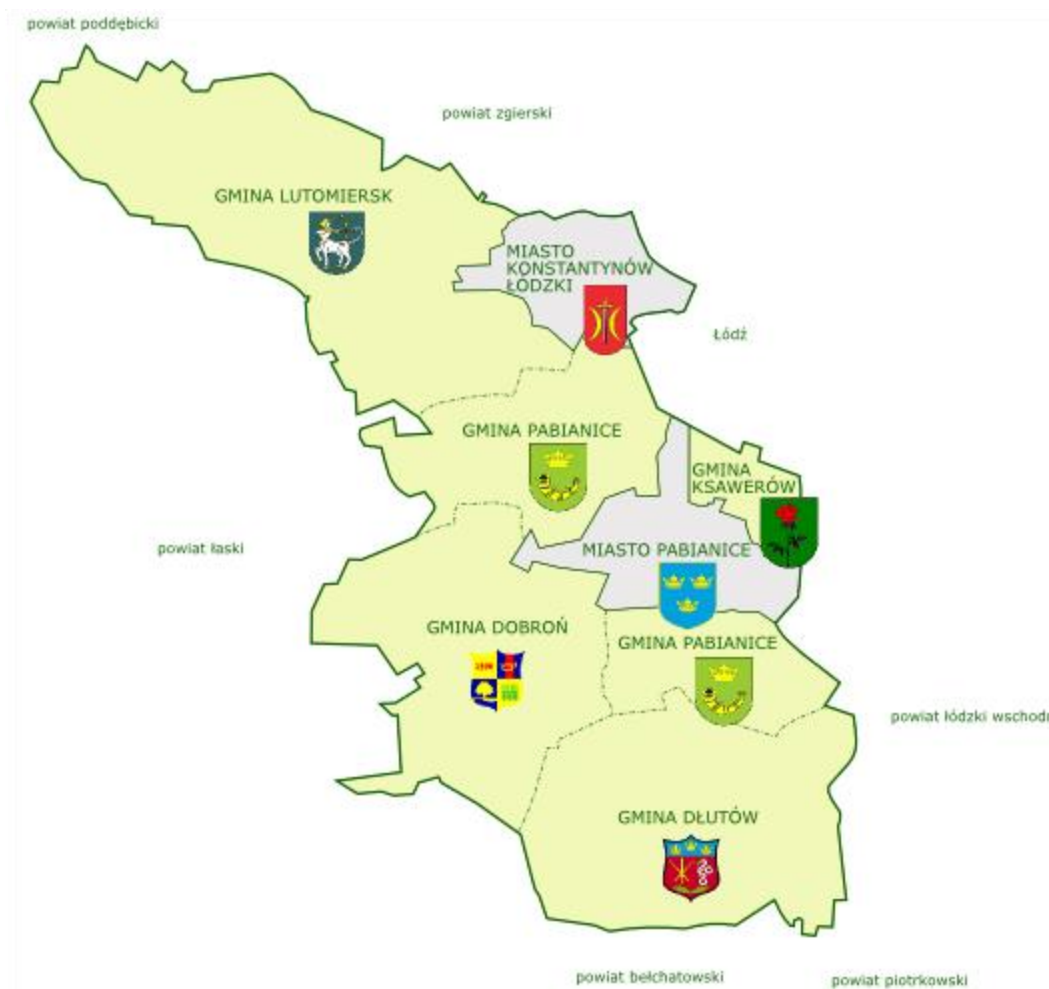 powiat poddębicki
powiat zgierski
GMINA LUTOMIERSK
MIASTO
KONSTANTYNÓW
ŁÓDZKI
Łódź
GMINA PABIANICE
GMINA
KSAWERÓW
powiat łaski
MIASTO PABIANICE
GMINA DOBROŃ
GMINA PABIANICE
powiat łódzki wschodn
GMINA DŁUTÓW
powiat bełchatowski
powiat piotrkowski